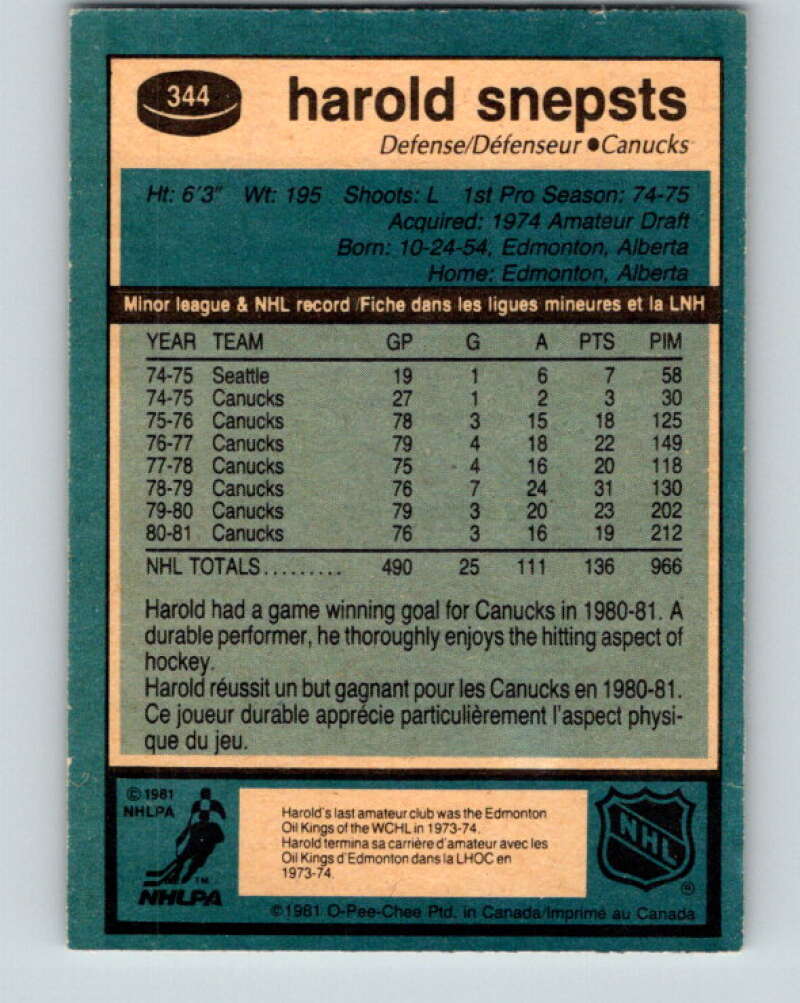 344
harold snepsts
Defense/Défenseur ●Canucks
Ht: 6'3" Wt: 195 Shoots: L 1st Pro Season: 74-75
Acquired: 1974 Amateur Draft
Born: 10-24-54, Edmonton, Alberta
Home: Edmonton, Alberta
Minor league & NHL record/Fiche dans les ligues mineures et la LNH
YEAR TEAM GP G A PTS PIM
74-75 Seattle 19 1 6 7 58
74-75 Canucks 27 1 2 3 30
75-76 Canucks 78 3 15 18 125
76-77 Canucks 79 4 18 22 149
77-78 Canucks 75 4 16 20 118
78-79 Canucks 76 7 24 31 130
79-80 Canucks 79 3 20 23 202
80-81 Canucks 76 3 16 19 212
NHL TOTALS......... 490 25 111 136 966
Harold had a game winning goal for Canucks in 1980-81. A
durable performer, he thoroughly enjoys the hitting aspect of
hockey.
Harold réussit un but gagnant pour les Canucks en 1980-81.
Ce joueur durable apprécie particulièrement l'aspect physi-
que du jeu.
©1981
NHLPA
TM
NHLPA
Harold's last amateur club was the Edmonton
Oil Kings of the WCHL in 1973-74.
Harold termina sa carrière d'amateur avec les
Oil Kings d'Edmonton dans la LHOC en
1973-74.
NHL
®
©1981 O-Pee-Chee Ptd. in Canada/Imprimé au Canada